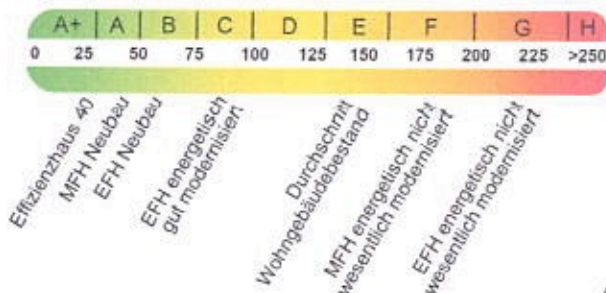 A+ A B C D E F G H
0 25 50 75 100 125 150 175 200 225 >250
Effizienzhaus 40
MFH Neubau
EFH Neubau
EFH energetisch
gut modernisiert
Durchschnitt
Wohngebäudebestand
MFH energetisch nicht
wesentlich modernisiert
EFH energetisch nicht
wesentlich modernisiert